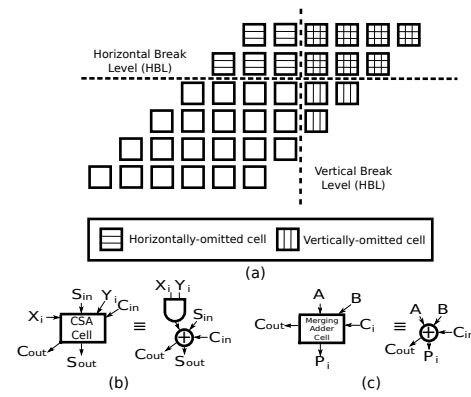 Horizontal Break
Level (HBL)
Vertical Break
Level (HBL)
Horizontally-omitted cell
Vertically-omitted cell
(a)
Xi Yi
Sin Yi
Cin
Sin
Xi
CSA
Cell
≡
Cin
Cout
Cout
Sout
Sout
(b)
A
B
A B
Cout
Merging
Adder
Cell
Ci
≡
Cin
Cout
Pi
Pi
(c)